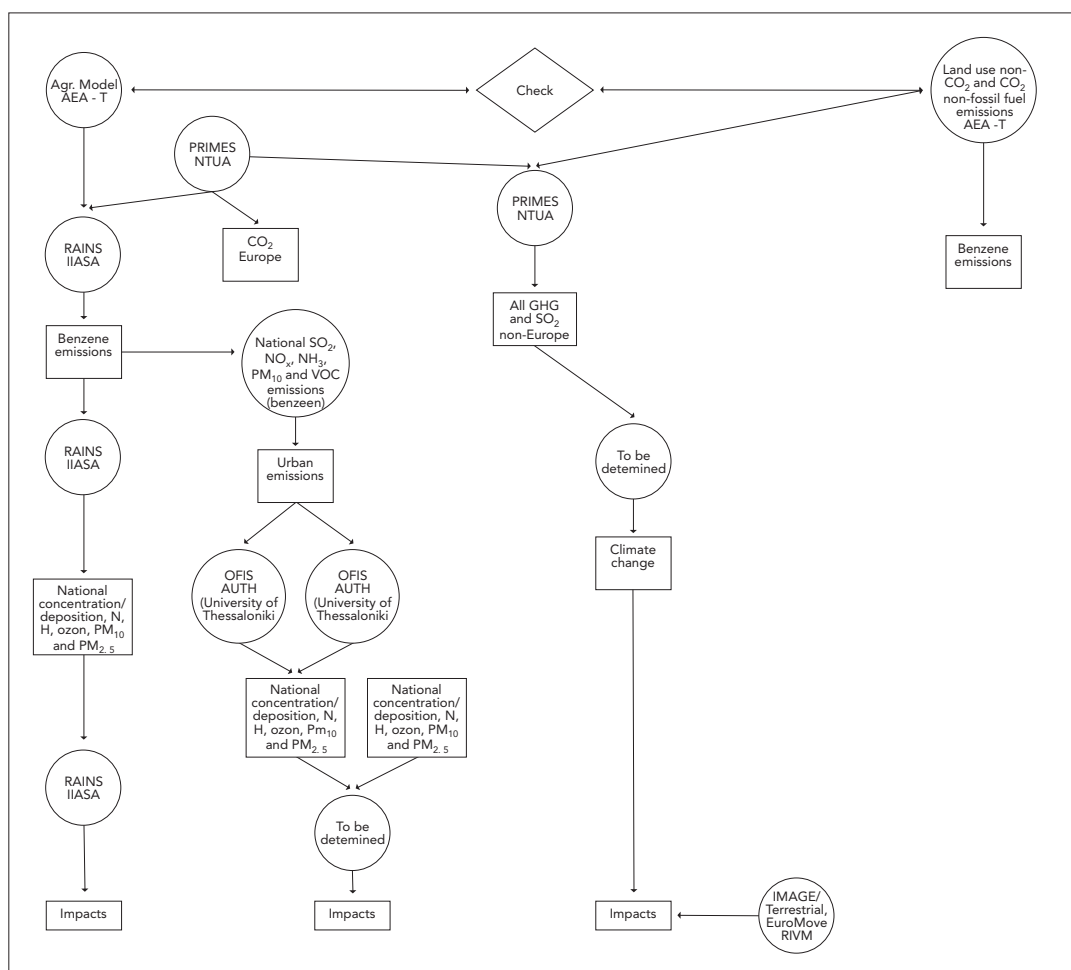 Agr. Model
AEA - T
Check
Land use non-
CO₂ and CO₂
non-fossil fuel
emissions
AEA -T
PRIMES
NTUA
PRIMES
NTUA
RAINS
IIASA
CO₂
Europe
Benzene
emissions
All GHG
and SO₂
non-Europe
Benzene
emissions
National SO₂,
NOₓ, NH₃,
PM₁₀ and VOC
emissions
(benzeen)
RAINS
IIASA
Urban
emissions
To be
detemined
OFIS
AUTH
(University of
Thessaloniki
OFIS
AUTH
(University of
Thessaloniki
Climate
change
National
concentration/
deposition, N,
H, ozon, PM₁₀
and PM₂.₅
National
concentration/
deposition, N,
H, ozon, Pm₁₀
and PM₂.₅
National
concentration/
deposition, N,
H, ozon, PM₁₀
and PM₂.₅
RAINS
IIASA
To be
detemined
Impacts
Impacts
Impacts
IMAGE/
Terrestrial,
EuroMove
RIVM